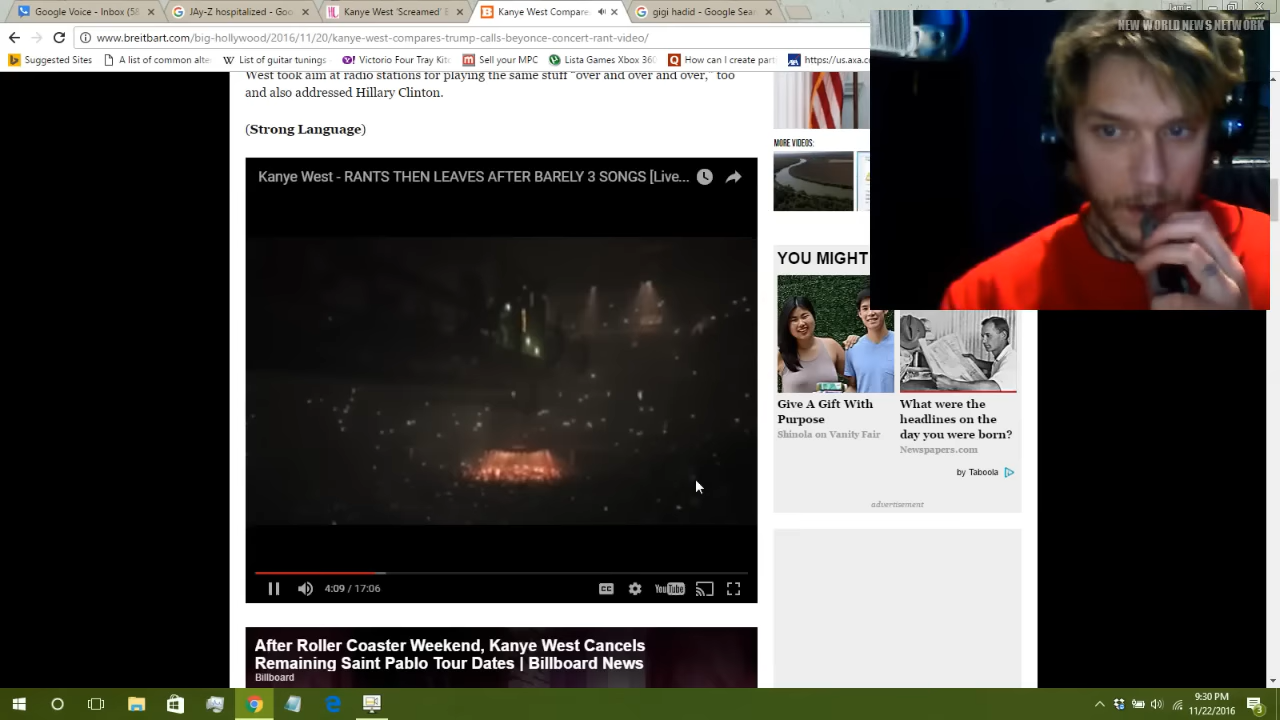 Google Voice - Inbox (58
JAY-Z hospitalized - Goo
Kanye West 'Screamed
Kanye West Compare
gigi hadid - Google Sea
www.breitbart.com/big-hollywood/2016/11/20/kanye-west-compares-trump-calls-beyonce-concert-rant-video/
Suggested Sites
A list of common alte
List of guitar tunings
Victorio Four Tray Kit
Sell your MPC
Lista Games Xbox 360
How can I create a pas
https://us.axa.co
NEW WORLD NEWS NETWORK
West took aim at radio stations for playing the same stuff “over and over and over,” too
and also addressed Hillary Clinton.
(Strong Language)
Kanye West - RANTS THEN LEAVES AFTER BARELY 3 SONGS [Live...
4:09 / 17:06
CC
YouTube
After Roller Coaster Weekend, Kanye West Cancels
Remaining Saint Pablo Tour Dates | Billboard News
Billboard
MORE VIDEOS:
YOU MIGHT
Give A Gift With
Purpose
Shinola on Vanity Fair
What were the
headlines on the
day you were born?
Newspapers.com
by Taboola
advertisement
9:30 PM
11/22/2016
3